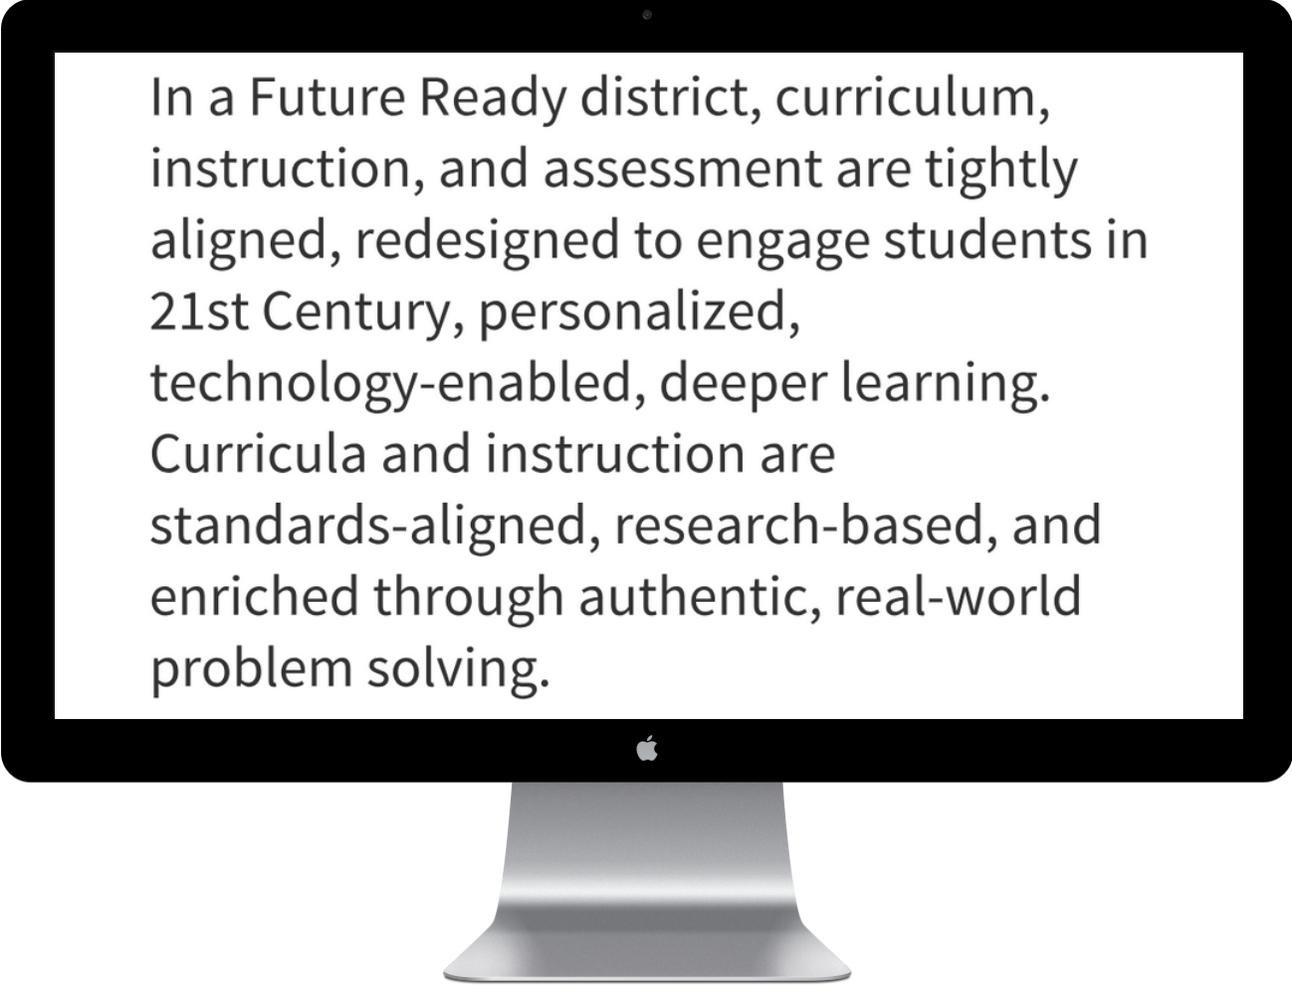 In a Future Ready district, curriculum,
instruction, and assessment are tightly
aligned, redesigned to engage students in
21st Century, personalized,
technology-enabled, deeper learning.
Curricula and instruction are
standards-aligned, research-based, and
enriched through authentic, real-world
problem solving.